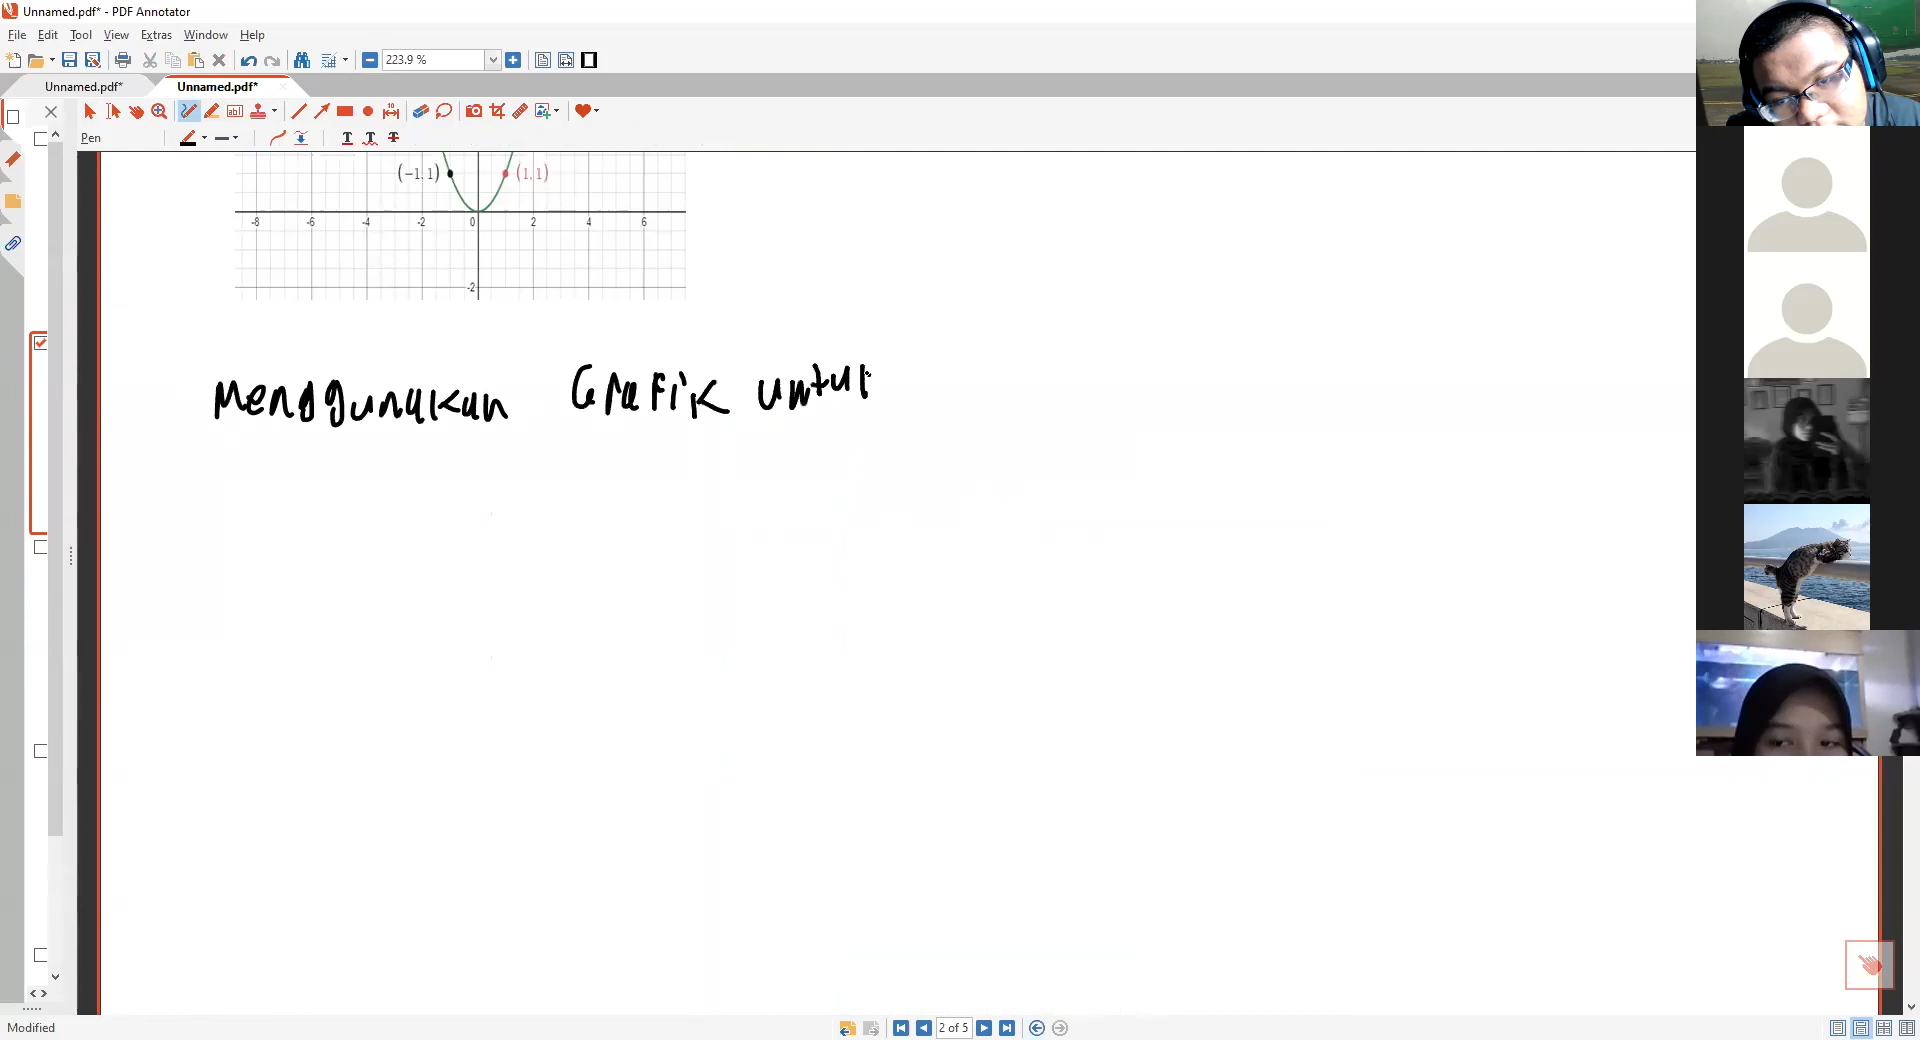 Unnamed.pdf* - PDF Annotator
File Edit Tool View Extras Window Help
223.9 %
Unnamed.pdf* Unnamed.pdf*
Pen
(−1, 1) (1, 1)
-8 -6 -4 -2 0 2 4 6
-2
Menggunakan Grafik untuk
Modified 2 of 5